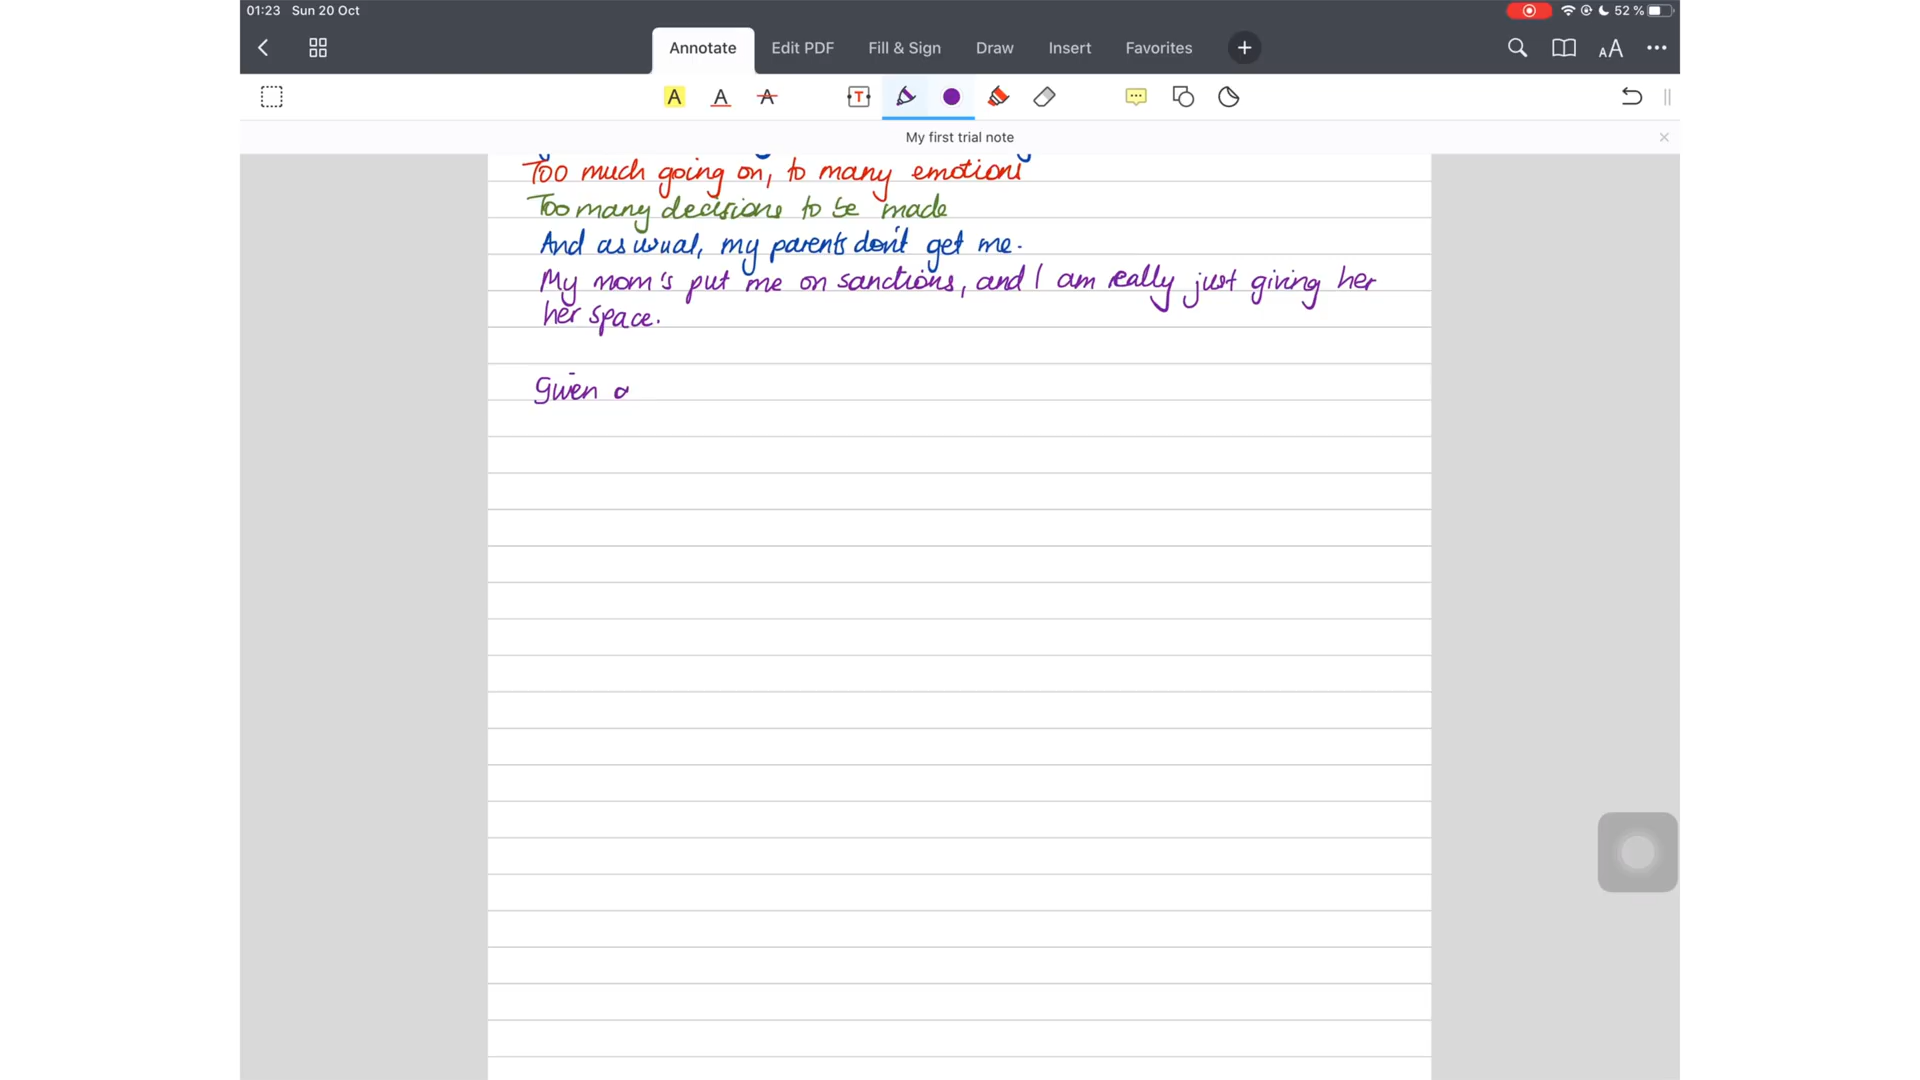 01:23 Sun 20 Oct 52 %
Annotate Edit PDF Fill & Sign Draw Insert Favorites AA
A A A T
My first trial note
Too much going on, to many emotions
Too many decisions to be made
And as usual, my parents don't get me.
My mom's put me on sanctions, and I am really just giving her
her space.
Given a